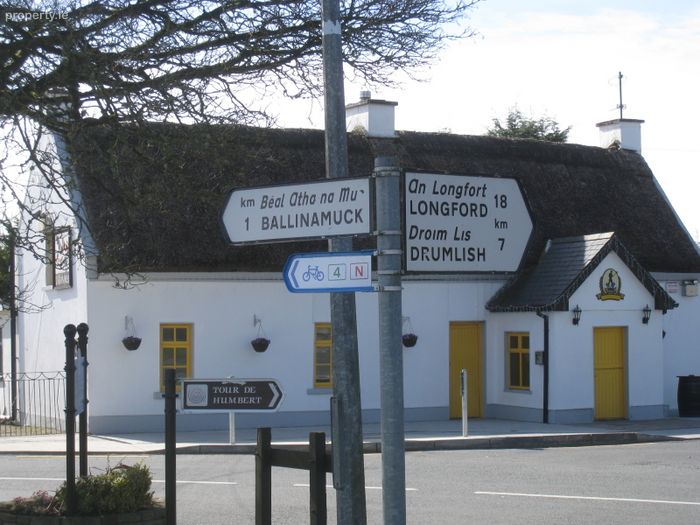 property.ie
km Béal Átha na Mu
1 BALLINAMUCK
An Longfort
LONGFORD 18
km
Droim Lis
DRUMLISH 7
4 N
TOUR DE
HUMBERT